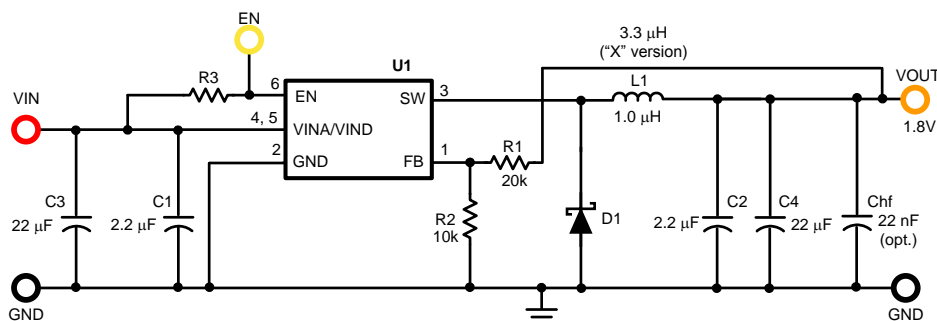 EN
3.3 μH
(“X” version)
U1
R3
6
EN
SW
3
L1
VOUT
VIN
4, 5
VINA/VIND
1.0 μH
1.8V
2
GND
FB
1
R1
20k
C3
22 μF
C1
2.2 μF
R2
10k
D1
C2
2.2 μF
C4
22 μF
Chf
22 nF
(opt.)
GND
GND